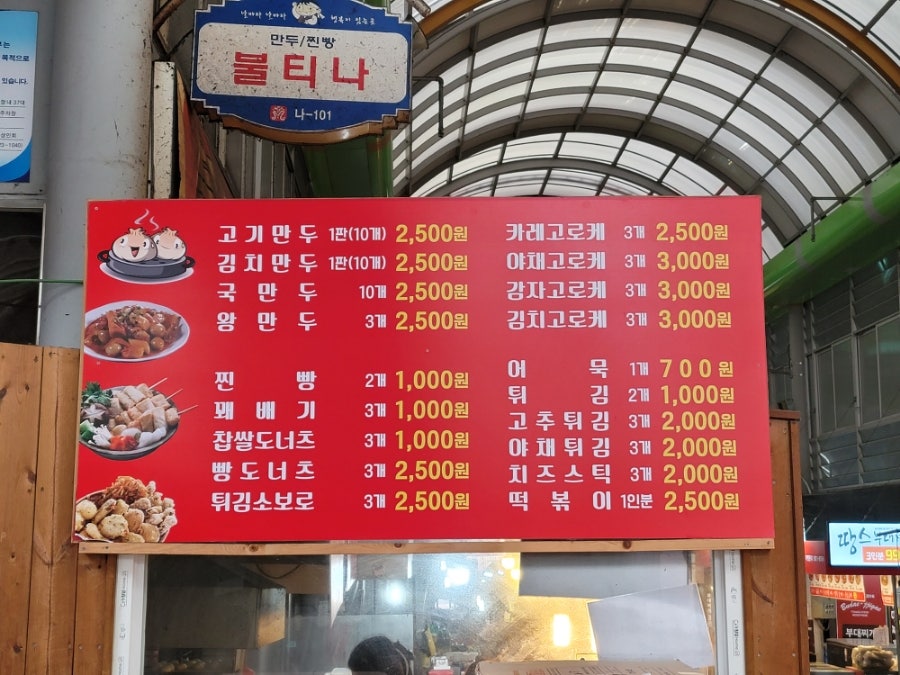 만두/찐빵
불티나
나-101
고기만두 1판(10개) 2,500원
김치만두 1판(10개) 2,500원
국만두 10개 2,500원
왕만두 3개 2,500원
찐빵 2개 1,000원
꽈배기 3개 1,000원
찹쌀도너츠 3개 1,000원
빵도너츠 3개 2,500원
튀김소보로 3개 2,500원
카레고로케 3개 2,500원
야채고로케 3개 3,000원
감자고로케 3개 3,000원
김치고로케 3개 3,000원
어묵 1개 700원
튀김 2개 1,000원
고추튀김 3개 2,000원
야채튀김 3개 2,000원
치즈스틱 3개 2,000원
떡볶이 1인분 2,500원
부대찌개